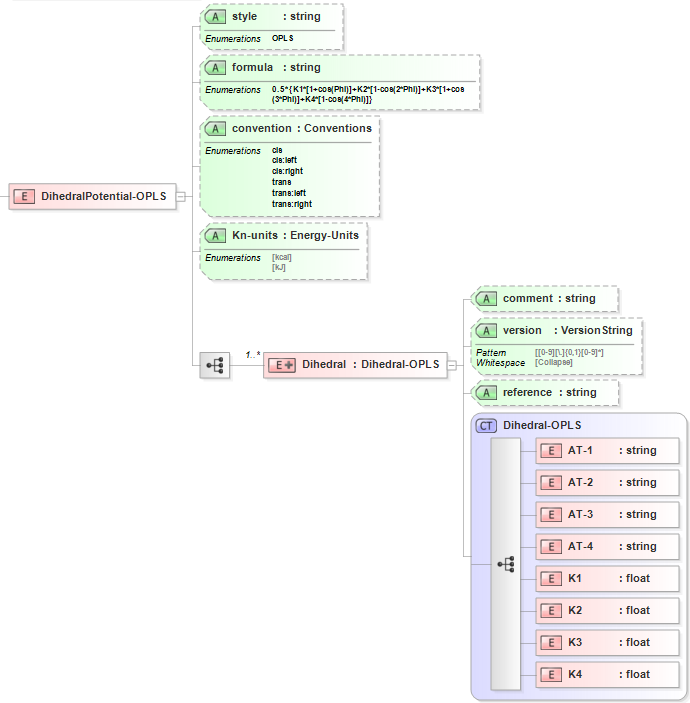 A style : string
Enumerations OPLS
A formula : string
Enumerations 0.5*{K1*[1+cos(Phi)]+K2*[1-cos(2*Phi)]+K3*[1+cos
(3*Phi)]+K4*[1-cos(4*Phi)]}
A convention : Conventions
Enumerations cis
cis:left
cis:right
trans
trans:left
trans:right
E DihedralPotential-OPLS
A Kn-units : Energy-Units
Enumerations [kcal]
[kJ]
1..* E Dihedral : Dihedral-OPLS
A comment : string
A version : VersionString
Pattern [[0-9][\.]{0,1}[0-9]*]
Whitespace [Collapse]
A reference : string
CT Dihedral-OPLS
E AT-1 : string
E AT-2 : string
E AT-3 : string
E AT-4 : string
E K1 : float
E K2 : float
E K3 : float
E K4 : float